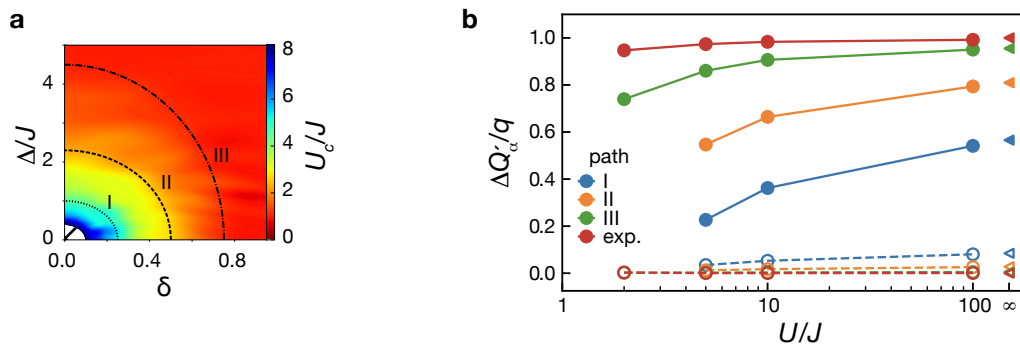 a
b
Δ/J
4
2
0
I
II
III
0.0
0.4
0.8
δ
8
6
4
2
0
U_c/J
ΔQ′_α/q
1.0
0.8
0.6
0.4
0.2
0.0
path
I
II
III
exp.
1
10
100
∞
U/J